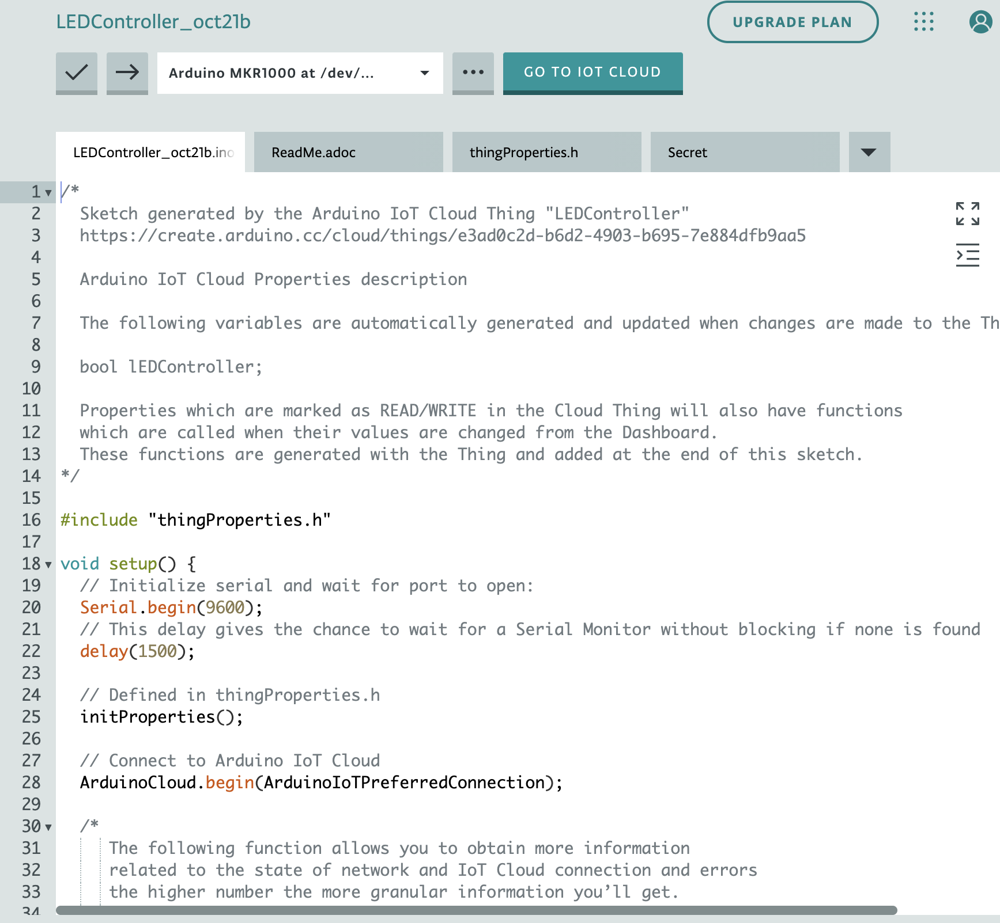 LEDController_oct21b
UPGRADE PLAN
Arduino MKR1000 at /dev/...
GO TO IOT CLOUD
LEDController_oct21b.ino
ReadMe.adoc
thingProperties.h
Secret
1 /*
2 Sketch generated by the Arduino IoT Cloud Thing "LEDController"
3 https://create.arduino.cc/cloud/things/e3ad0c2d-b6d2-4903-b695-7e884dfb9aa5
4
5 Arduino IoT Cloud Properties description
6
7 The following variables are automatically generated and updated when changes are made to the Th
8
9 bool lEDController;
10
11 Properties which are marked as READ/WRITE in the Cloud Thing will also have functions
12 which are called when their values are changed from the Dashboard.
13 These functions are generated with the Thing and added at the end of this sketch.
14 */
15
16 #include "thingProperties.h"
17
18 void setup() {
19 // Initialize serial and wait for port to open:
20 Serial.begin(9600);
21 // This delay gives the chance to wait for a Serial Monitor without blocking if none is found
22 delay(1500);
23
24 // Defined in thingProperties.h
25 initProperties();
26
27 // Connect to Arduino IoT Cloud
28 ArduinoCloud.begin(ArduinoIoTPreferredConnection);
29
30 /*
31 The following function allows you to obtain more information
32 related to the state of network and IoT Cloud connection and errors
33 the higher number the more granular information you’ll get.
34